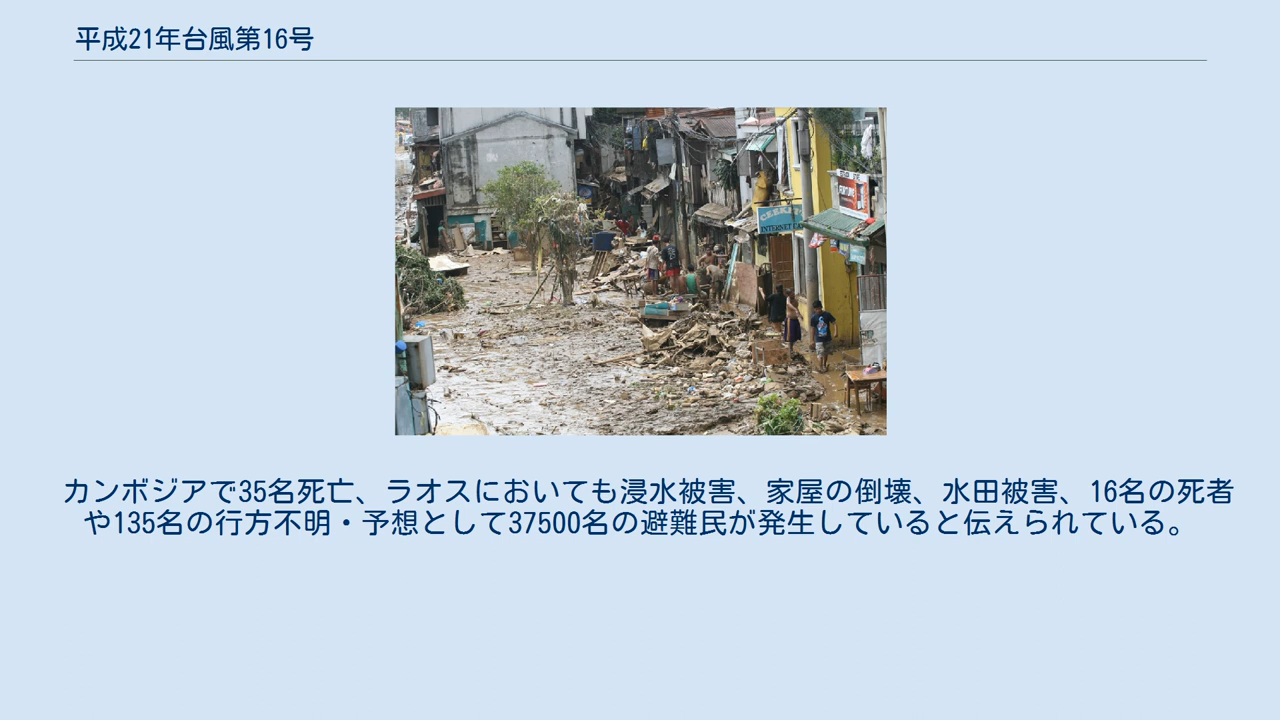 平成21年台風第16号
INTERNET CA
カンボジアで35名死亡、ラオスにおいても浸水被害、家屋の倒壊、水田被害、16名の死者
や135名の行方不明・予想として37500名の避難民が発生していると伝えられている。